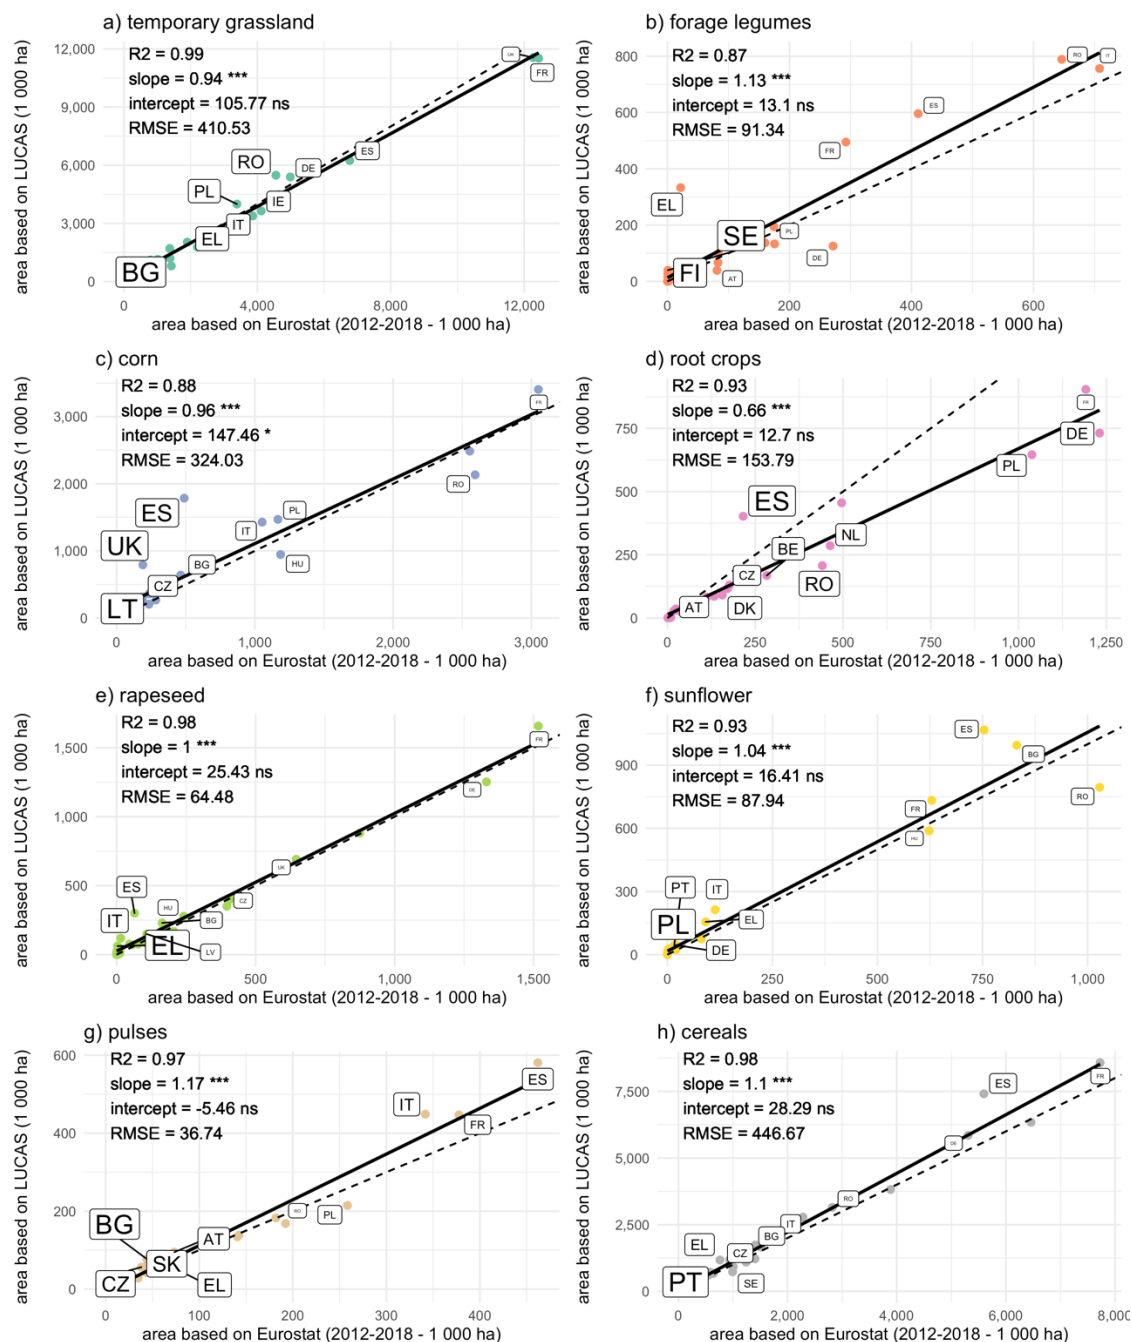 a) temporary grassland
R2 = 0.99
slope = 0.94 ***
intercept = 105.77 ns
RMSE = 410.53
UK
FR
ES
DE
RO
IE
PL
IT
EL
BG
12,000
9,000
6,000
3,000
0
0
4,000
8,000
12,000
area based on LUCAS (1 000 ha)
area based on Eurostat (2012-2018 - 1 000 ha)
b) forage legumes
R2 = 0.87
slope = 1.13 ***
intercept = 13.1 ns
RMSE = 91.34
RO
IT
ES
FR
EL
SE
PL
DE
FI
AT
800
600
400
200
0
0
200
400
600
area based on LUCAS (1 000 ha)
area based on Eurostat (2012-2018 - 1 000 ha)
c) corn
R2 = 0.88
slope = 0.96 ***
intercept = 147.46 *
RMSE = 324.03
FR
RO
ES
PL
IT
UK
HU
BG
CZ
LT
3,000
2,000
1,000
0
0
1,000
2,000
3,000
area based on LUCAS (1 000 ha)
area based on Eurostat (2012-2018 - 1 000 ha)
d) root crops
R2 = 0.93
slope = 0.66 ***
intercept = 12.7 ns
RMSE = 153.79
FR
DE
PL
ES
NL
BE
CZ
RO
AT
DK
750
500
250
0
0
250
500
750
1,000
1,250
area based on LUCAS (1 000 ha)
area based on Eurostat (2012-2018 - 1 000 ha)
e) rapeseed
R2 = 0.98
slope = 1 ***
intercept = 25.43 ns
RMSE = 64.48
FR
DE
UK
ES
HU
CZ
IT
BG
EL
LV
1,500
1,000
500
0
0
500
1,000
1,500
area based on LUCAS (1 000 ha)
area based on Eurostat (2012-2018 - 1 000 ha)
f) sunflower
R2 = 0.93
slope = 1.04 ***
intercept = 16.41 ns
RMSE = 87.94
ES
BG
RO
FR
HU
PT
IT
PL
EL
DE
900
600
300
0
0
250
500
750
1,000
area based on LUCAS (1 000 ha)
area based on Eurostat (2012-2018 - 1 000 ha)
g) pulses
R2 = 0.97
slope = 1.17 ***
intercept = -5.46 ns
RMSE = 36.74
ES
IT
FR
RO
PL
BG
AT
SK
CZ
EL
600
400
200
0
0
100
200
300
400
area based on LUCAS (1 000 ha)
area based on Eurostat (2012-2018 - 1 000 ha)
h) cereals
R2 = 0.98
slope = 1.1 ***
intercept = 28.29 ns
RMSE = 446.67
FR
ES
DE
RO
IT
BG
EL
CZ
PT
SE
7,500
5,000
2,500
0
0
2,000
4,000
6,000
8,000
area based on LUCAS (1 000 ha)
area based on Eurostat (2012-2018 - 1 000 ha)